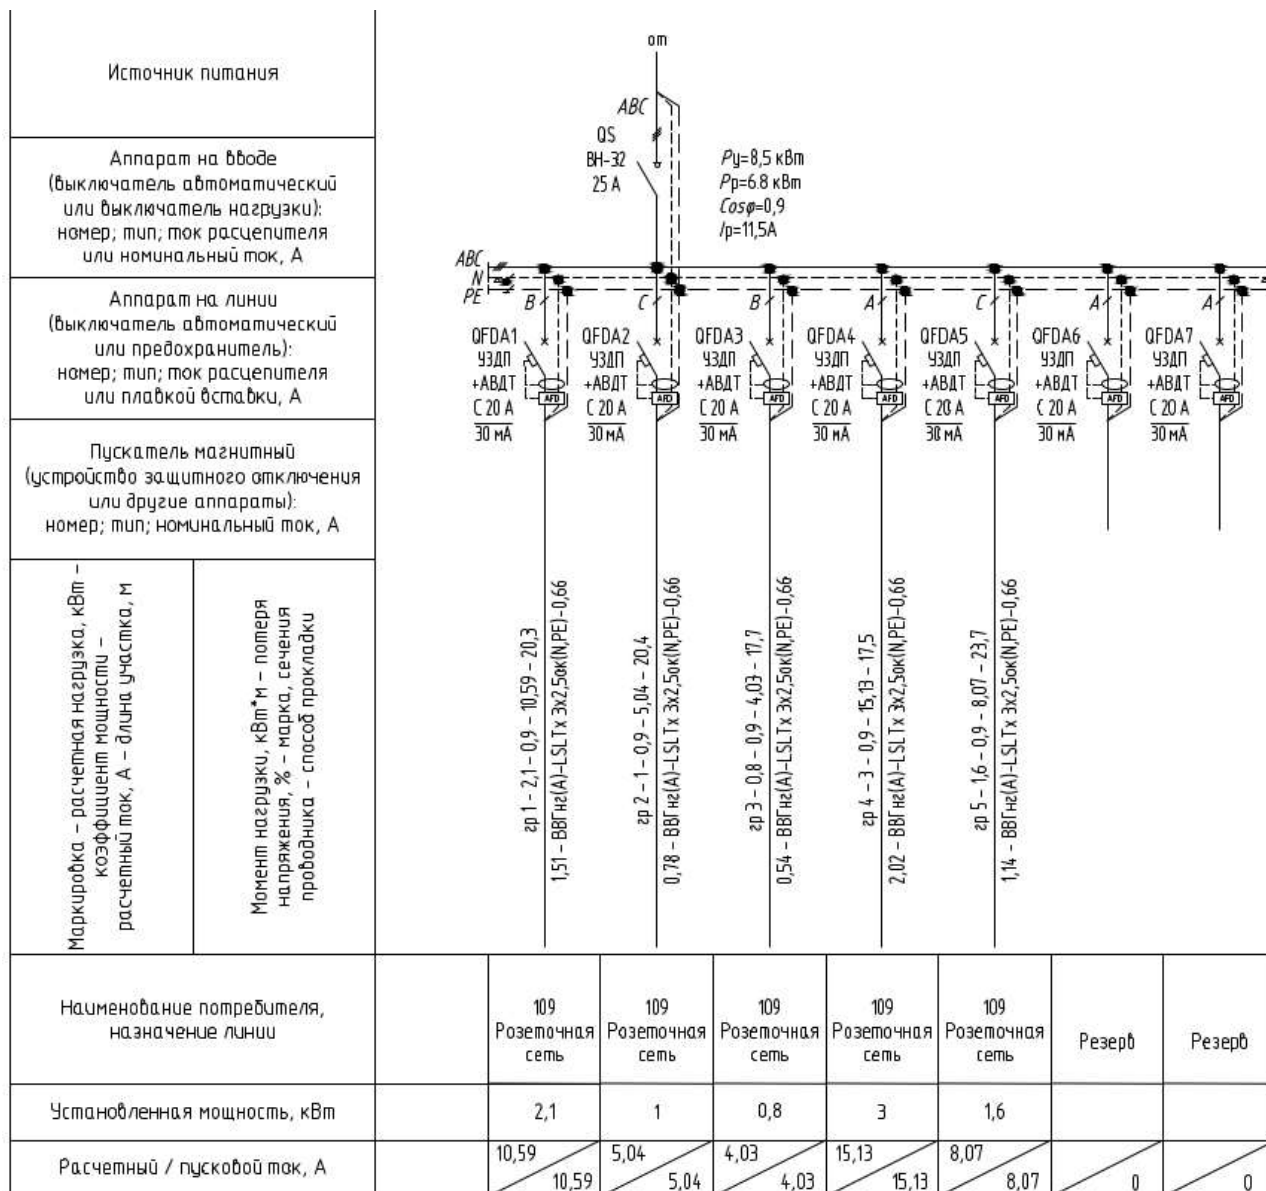 Источник питания
от
ABC
QS
ВН-32
25 А
Ру=8,5 кВт
Рр=6.8 кВт
Cosφ=0,9
Iр=11,5А
Аппарат на вводе
(выключатель автоматический
или выключатель нагрузки):
номер; тип; ток расцепителя
или номинальный ток, А
ABC
N
PE
B
C
B
A
C
A
A
Аппарат на линии
(выключатель автоматический
или предохранитель):
номер; тип; ток расцепителя
или плавкой вставки, А
QFDA1
УЗДП
+АВДТ
С 20 А
30 мА
AFD
QFDA2
УЗДП
+АВДТ
С 20 А
30 мА
AFD
QFDA3
УЗДП
+АВДТ
С 20 А
30 мА
AFD
QFDA4
УЗДП
+АВДТ
С 20 А
30 мА
AFD
QFDA5
УЗДП
+АВДТ
С 20 А
30 мА
AFD
QFDA6
УЗДП
+АВДТ
С 20 А
30 мА
AFD
QFDA7
УЗДП
+АВДТ
С 20 А
30 мА
AFD
Пускатель магнитный
(устройство защитного отключения
или другие аппараты):
номер; тип; номинальный ток, А
Маркировка – расчетная нагрузка, кВт –
коэффициент мощности –
расчетный ток, А – длина участка, м
Момент нагрузки, кВт*м – потеря
напряжения, % – марка, сечения
проводника – способ прокладки
гр 1 – 2,1 – 0,9 – 10,59 – 20,3
1,51 – ВВГнг(А)-LSLTx 3x2,5ок(N,PE)-0,66
гр 2 – 1 – 0,9 – 5,04 – 20,4
0,78 – ВВГнг(А)-LSLTx 3x2,5ок(N,PE)-0,66
гр 3 – 0,8 – 0,9 – 4,03 – 17,7
0,54 – ВВГнг(А)-LSLTx 3x2,5ок(N,PE)-0,66
гр 4 – 3 – 0,9 – 15,13 – 17,5
2,02 – ВВГнг(А)-LSLTx 3x2,5ок(N,PE)-0,66
гр 5 – 1,6 – 0,9 – 8,07 – 23,7
1,14 – ВВГнг(А)-LSLTx 3x2,5ок(N,PE)-0,66
Наименование потребителя,
назначение линии
109
Розеточная
сеть
109
Розеточная
сеть
109
Розеточная
сеть
109
Розеточная
сеть
109
Розеточная
сеть
Резерв
Резерв
Установленная мощность, кВт
2,1
1
0,8
3
1,6
Расчетный / пусковой ток, А
10,59
10,59
5,04
5,04
4,03
4,03
15,13
15,13
8,07
8,07
0
0